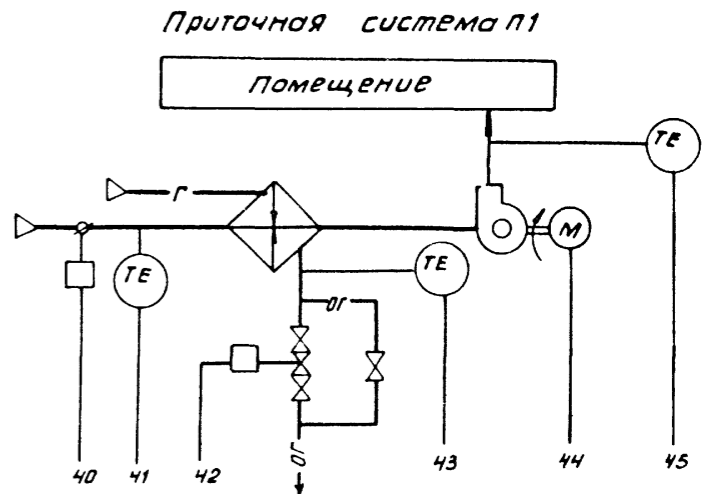 Приточная система П1
Помещение
ТЕ
Г
ТЕ
ТЕ
М
ОГ
ОГ
40 41 42 43 44 45